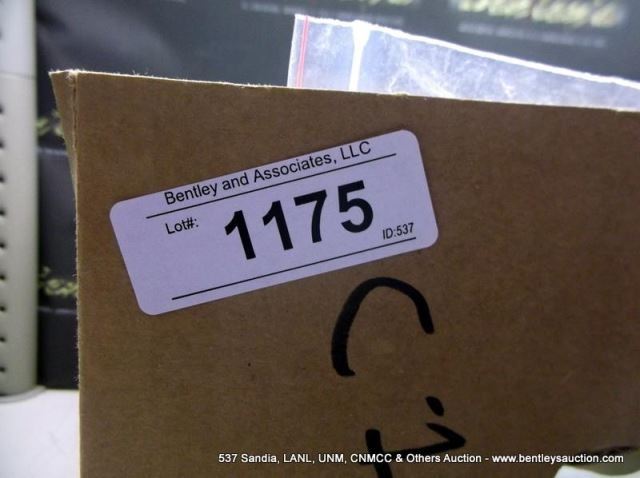 Bentley and Associates, LLC
Lot#:
1175
ID:537
537 Sandia, LANL, UNM, CNMCC & Others Auction - www.bentleysauction.com